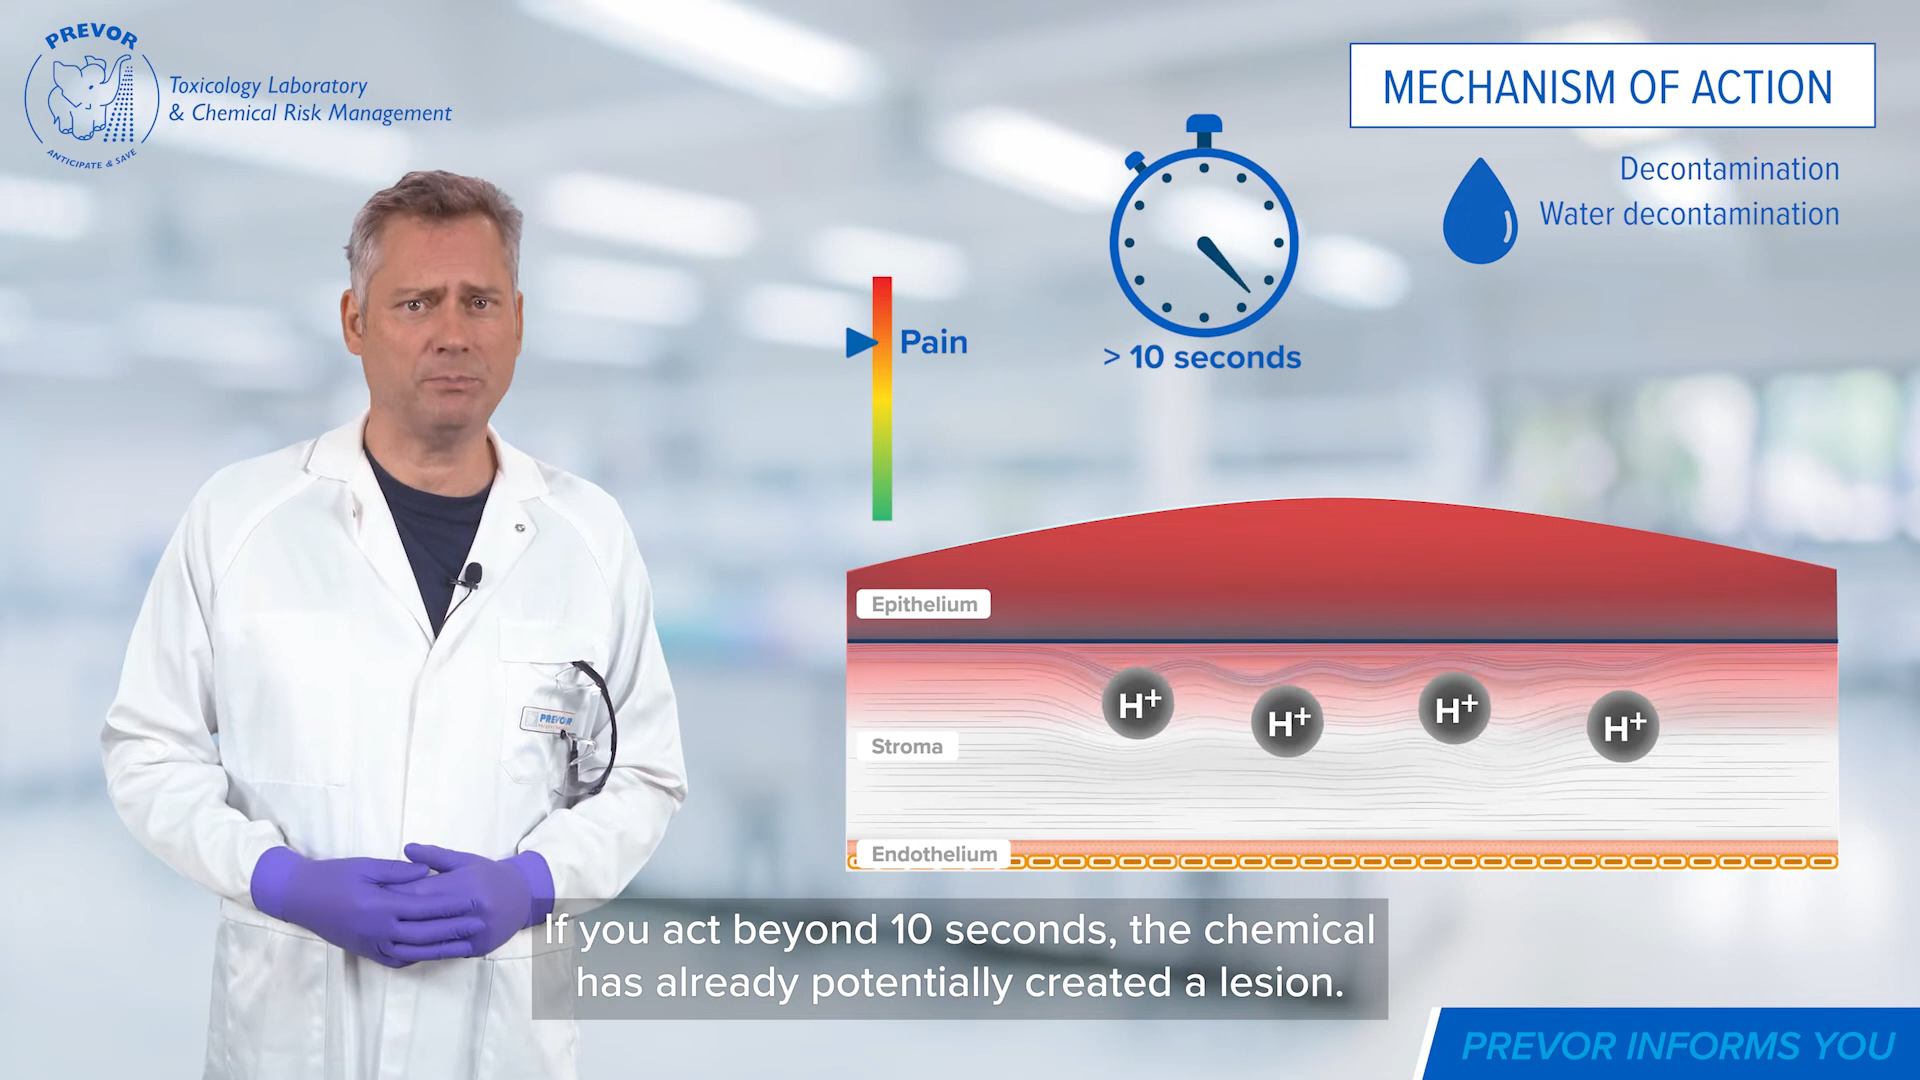 PREVOR
Toxicology Laboratory
& Chemical Risk Management
ANTICIPATE & SAVE
MECHANISM OF ACTION
Decontamination
Water decontamination
Pain
> 10 seconds
Epithelium
H+
H+
H+
H+
Stroma
Endothelium
PREVOR
If you act beyond 10 seconds, the chemical
has already potentially created a lesion.
PREVOR INFORMS YOU